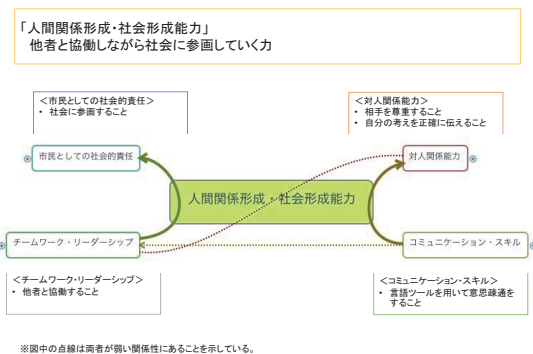 「人間関係形成・社会形成能力」
他者と協働しながら社会に参画していく力
＜市民としての社会的責任＞
・ 社会に参画すること
＜対人関係能力＞
・ 相手を尊重すること
・ 自分の考えを正確に伝えること
市民としての社会的責任
対人関係能力
人間関係形成・社会形成能力
チームワーク・リーダーシップ
コミュニケーション・スキル
＜チームワーク・リーダーシップ＞
・ 他者と協働すること
＜コミュニケーション・スキル＞
・ 言語ツールを用いて意思疎通を
すること
※図中の点線は両者が弱い関係性にあることを示している。